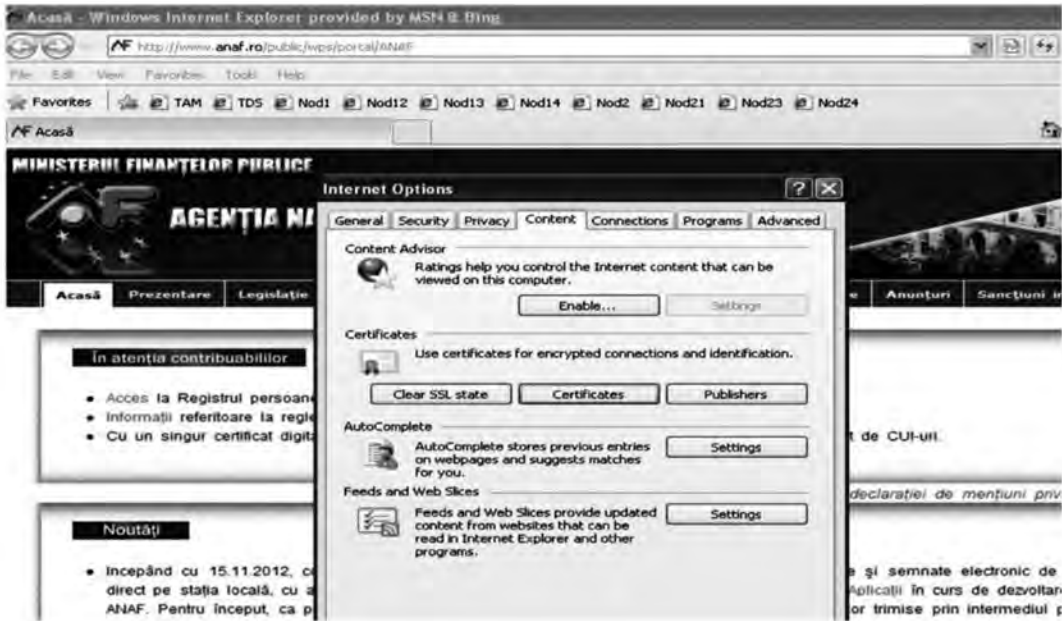 Acasă - Windows Internet Explorer provided by MSN & Bing
http://www.anaf.ro/public/wps/portal/ANAF
File Edit View Favorites Tools Help
Favorites TAM TDS Nod1 Nod12 Nod13 Nod14 Nod2 Nod21 Nod23 Nod24
Acasă
MINISTERUL FINANȚELOR PUBLICE
AGENȚIA
Internet Options
General Security Privacy Content Connections Programs Advanced
Content Advisor
Ratings help you control the Internet content that can be
viewed on this computer.
Enable... Settings
Acasă Prezentare Legislație Anunțuri Sancțiuni
Certificates
Use certificates for encrypted connections and identification.
Clear SSL state Certificates Publishers
AutoComplete
AutoComplete stores previous entries
on webpages and suggests matches
for you.
Settings
Feeds and Web Slices
Feeds and Web Slices provide updated
content from websites that can be
read in Internet Explorer and other
programs.
Settings
În atenția contribuabililor
Acces la Registrul
Informații referitoare la
Cu un singur certificat
de CUI-uri.
declarației de mențiuni
Noutăți
Incepând cu 15.11.2012,
și semnate electronic de
direct pe stația locală, cu
Aplicații în curs de
ANAF. Pentru început, ca
trimise prin intermediul